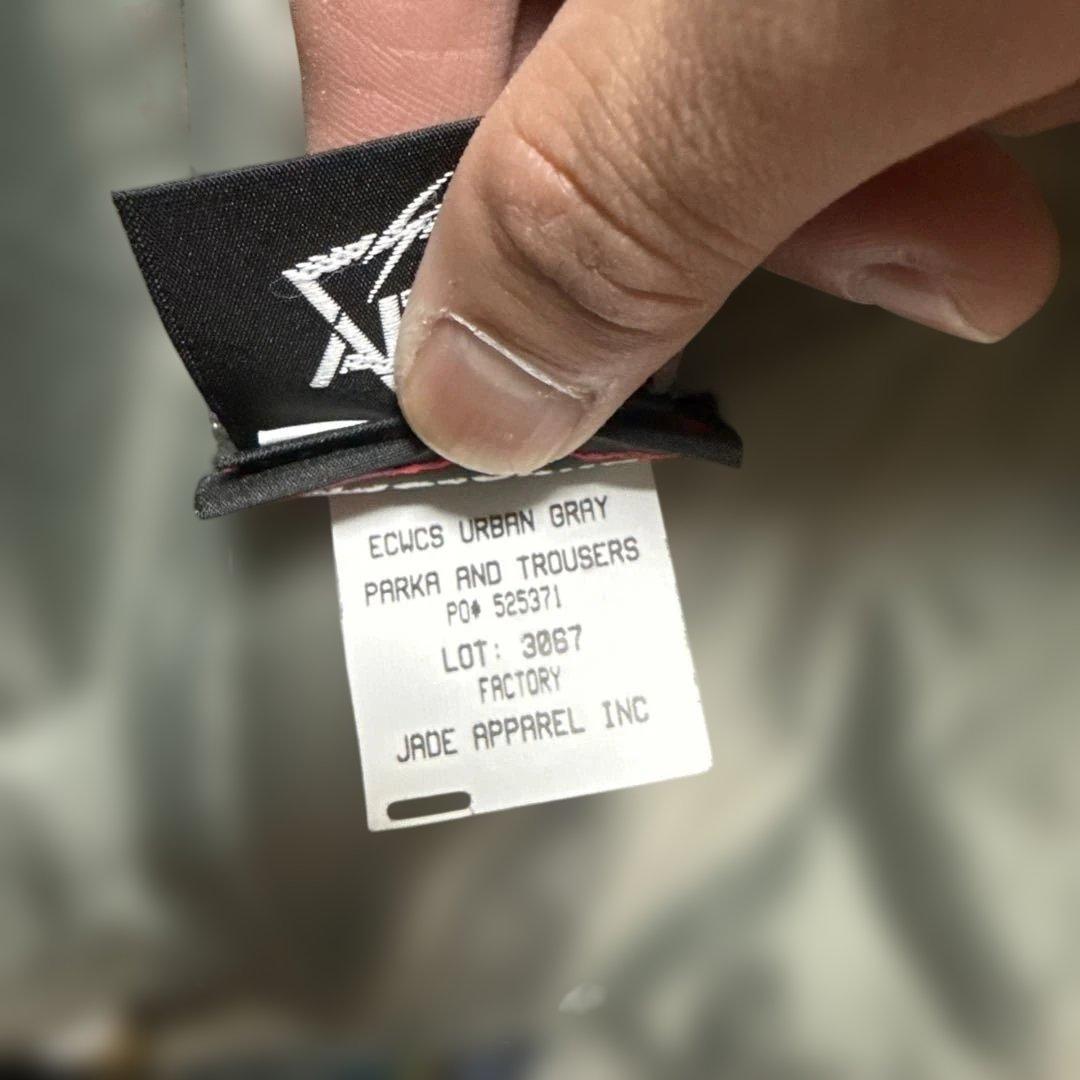 ECWCS URBAN GRAY
PARKA AND TROUSERS
PO# 525371
LOT: 3067
FACTORY
JADE APPAREL INC